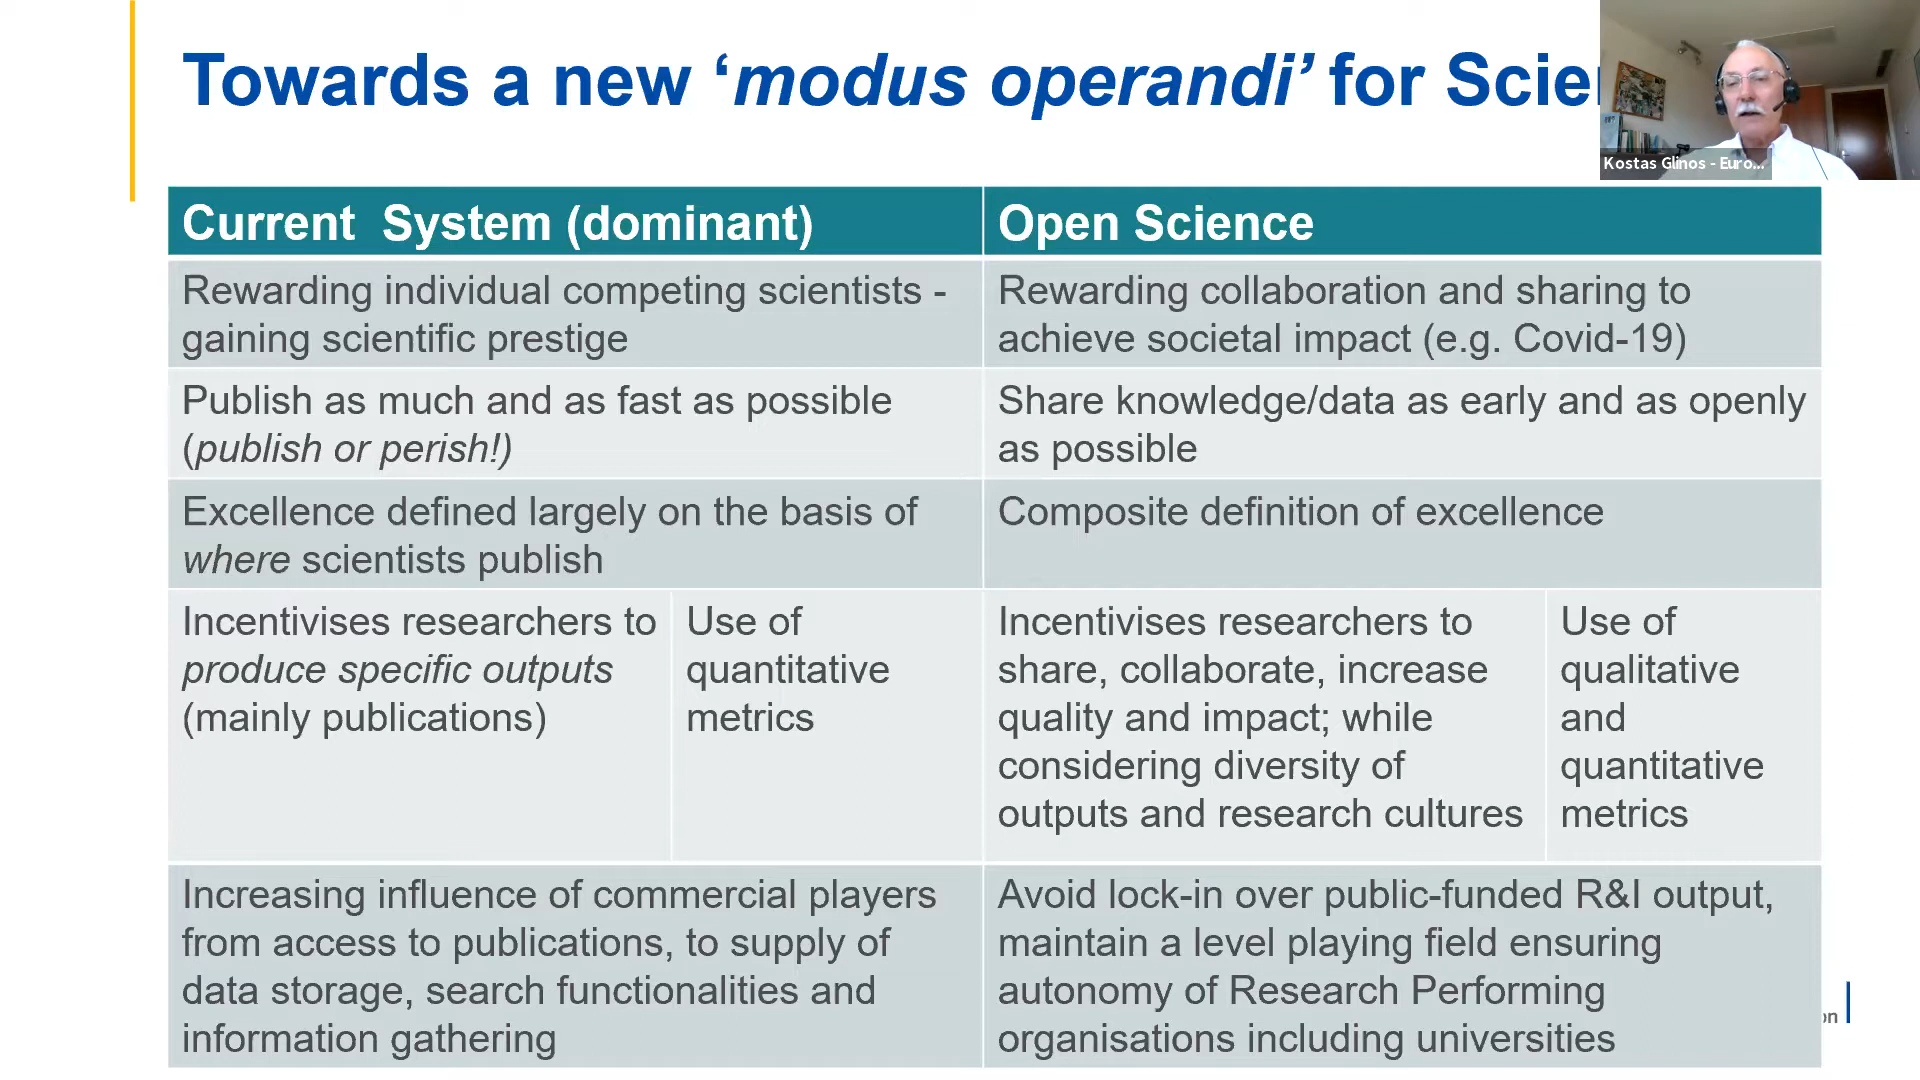 Towards a new ‘modus operandi’ for Scie
Kostas Glinos - Euro...
Current System (dominant)
Open Science
Rewarding individual competing scientists -
gaining scientific prestige
Rewarding collaboration and sharing to
achieve societal impact (e.g. Covid-19)
Publish as much and as fast as possible
(publish or perish!)
Share knowledge/data as early and as openly
as possible
Excellence defined largely on the basis of
where scientists publish
Composite definition of excellence
Incentivises researchers to
produce specific outputs
(mainly publications)
Use of
quantitative
metrics
Incentivises researchers to
share, collaborate, increase
quality and impact; while
considering diversity of
outputs and research cultures
Use of
qualitative
and
quantitative
metrics
Increasing influence of commercial players
from access to publications, to supply of
data storage, search functionalities and
information gathering
Avoid lock-in over public-funded R&I output,
maintain a level playing field ensuring
autonomy of Research Performing
organisations including universities
on